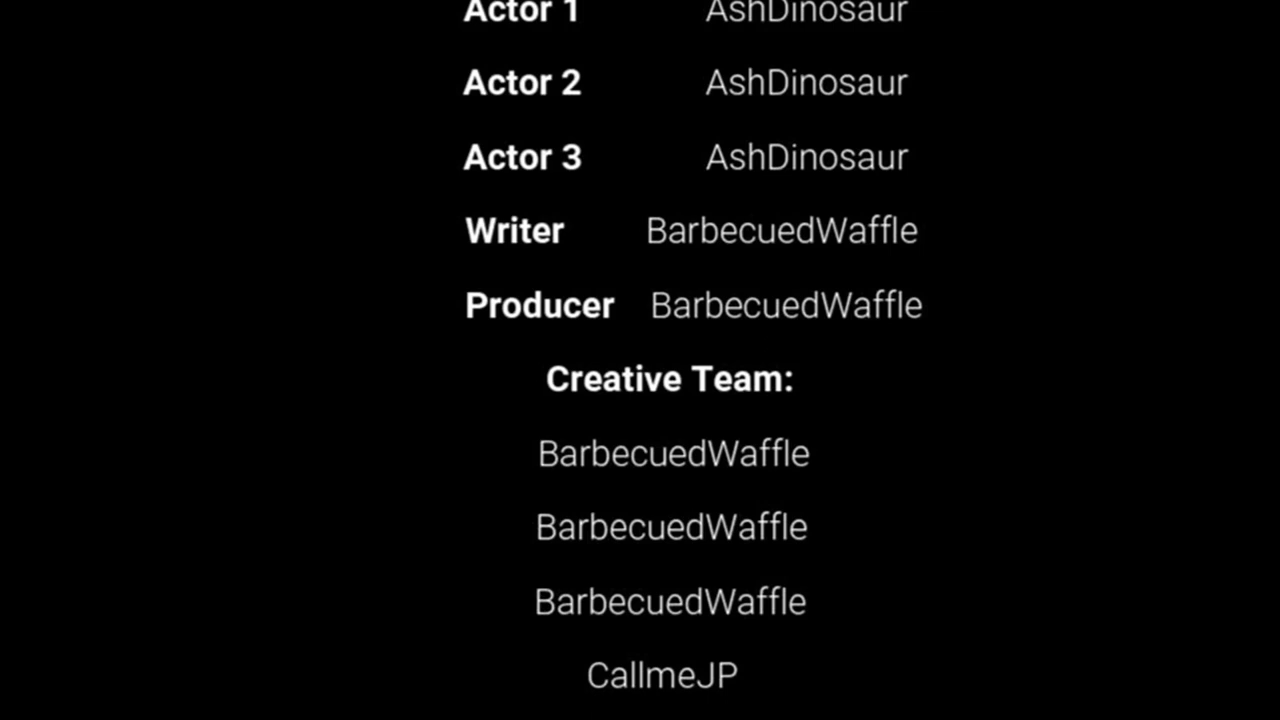 Actor 1 AshDinosaur
Actor 2 AshDinosaur
Actor 3 AshDinosaur
Writer BarbecuedWaffle
Producer BarbecuedWaffle
Creative Team:
BarbecuedWaffle
BarbecuedWaffle
BarbecuedWaffle
CallmeJP